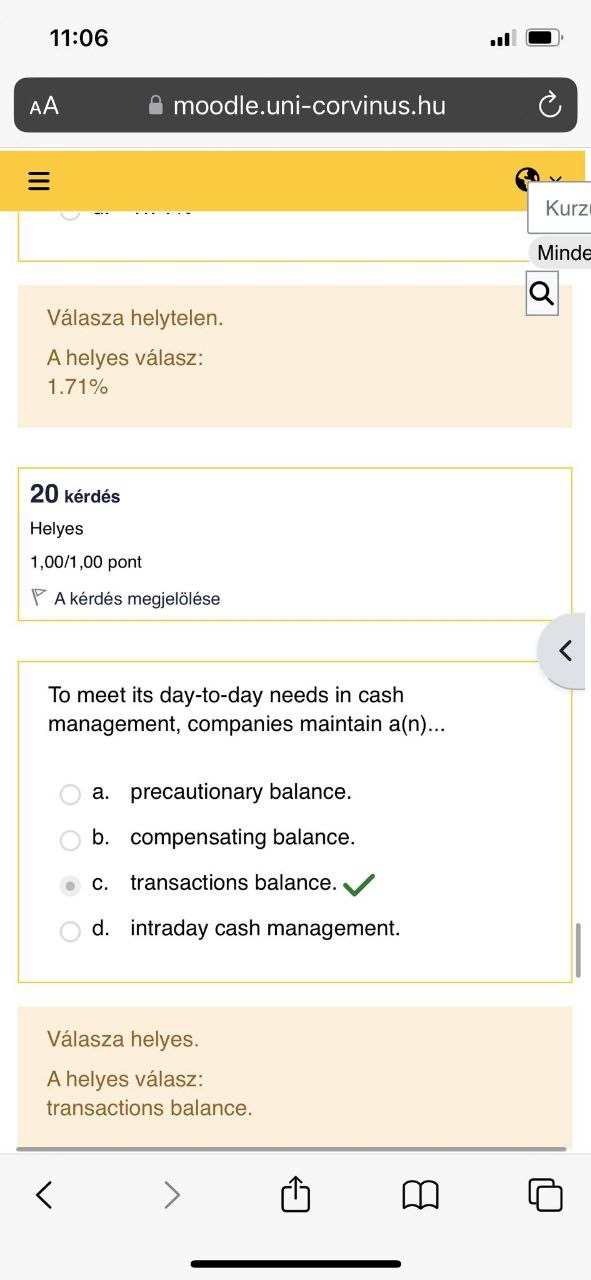 11:06
AA moodle.uni-corvinus.hu
Kurz
Minde
Válasza helytelen.
A helyes válasz:
1.71%
20 kérdés
Helyes
1,00/1,00 pont
A kérdés megjelölése
To meet its day-to-day needs in cash
management, companies maintain a(n)...
a. precautionary balance.
b. compensating balance.
c. transactions balance.
d. intraday cash management.
Válasza helyes.
A helyes válasz:
transactions balance.